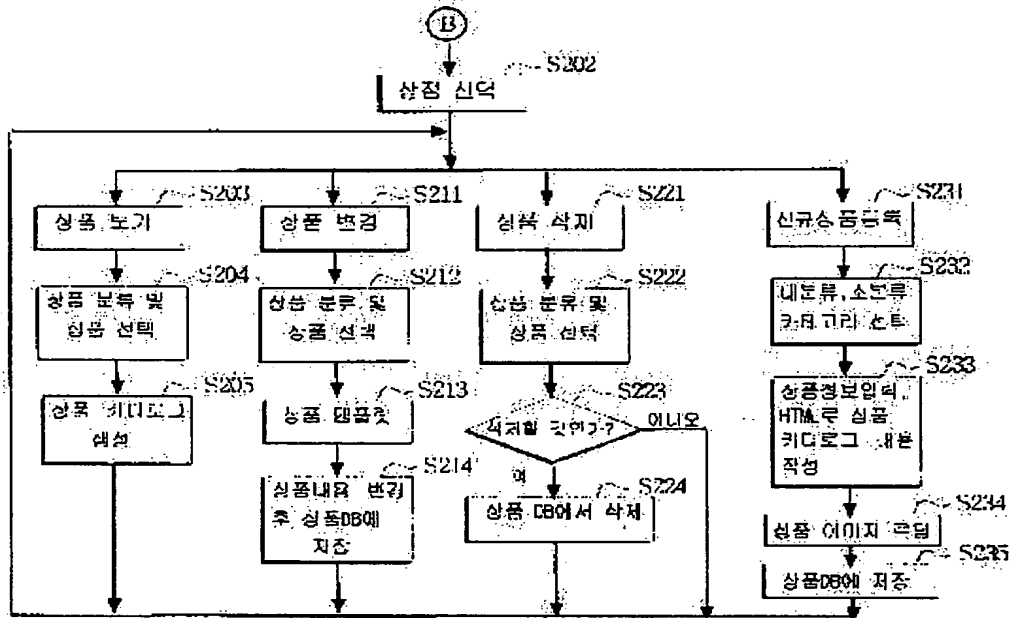 B
S202
상점 선택
S203
상품 보기
S204
상품 분류 및
상품 선택
S205
상품 카다로그
생성
S211
상품 변경
S212
상품 분류 및
상품 선택
S213
상품 템플릿
S214
상품내용 변경
후 상품DB에
저장
S221
상품 삭제
S222
상품 분류 및
상품 선택
S223
삭제할 것인가?
아니오
예
S224
상품 DB에서 삭제
S231
신규상품등록
S232
대분류,소분류
카테고리 선택
S233
상품정보입력,
HTML로 상품
카다로그 내용
작성
S234
상품 이미지 로딩
S235
상품DB에 저장